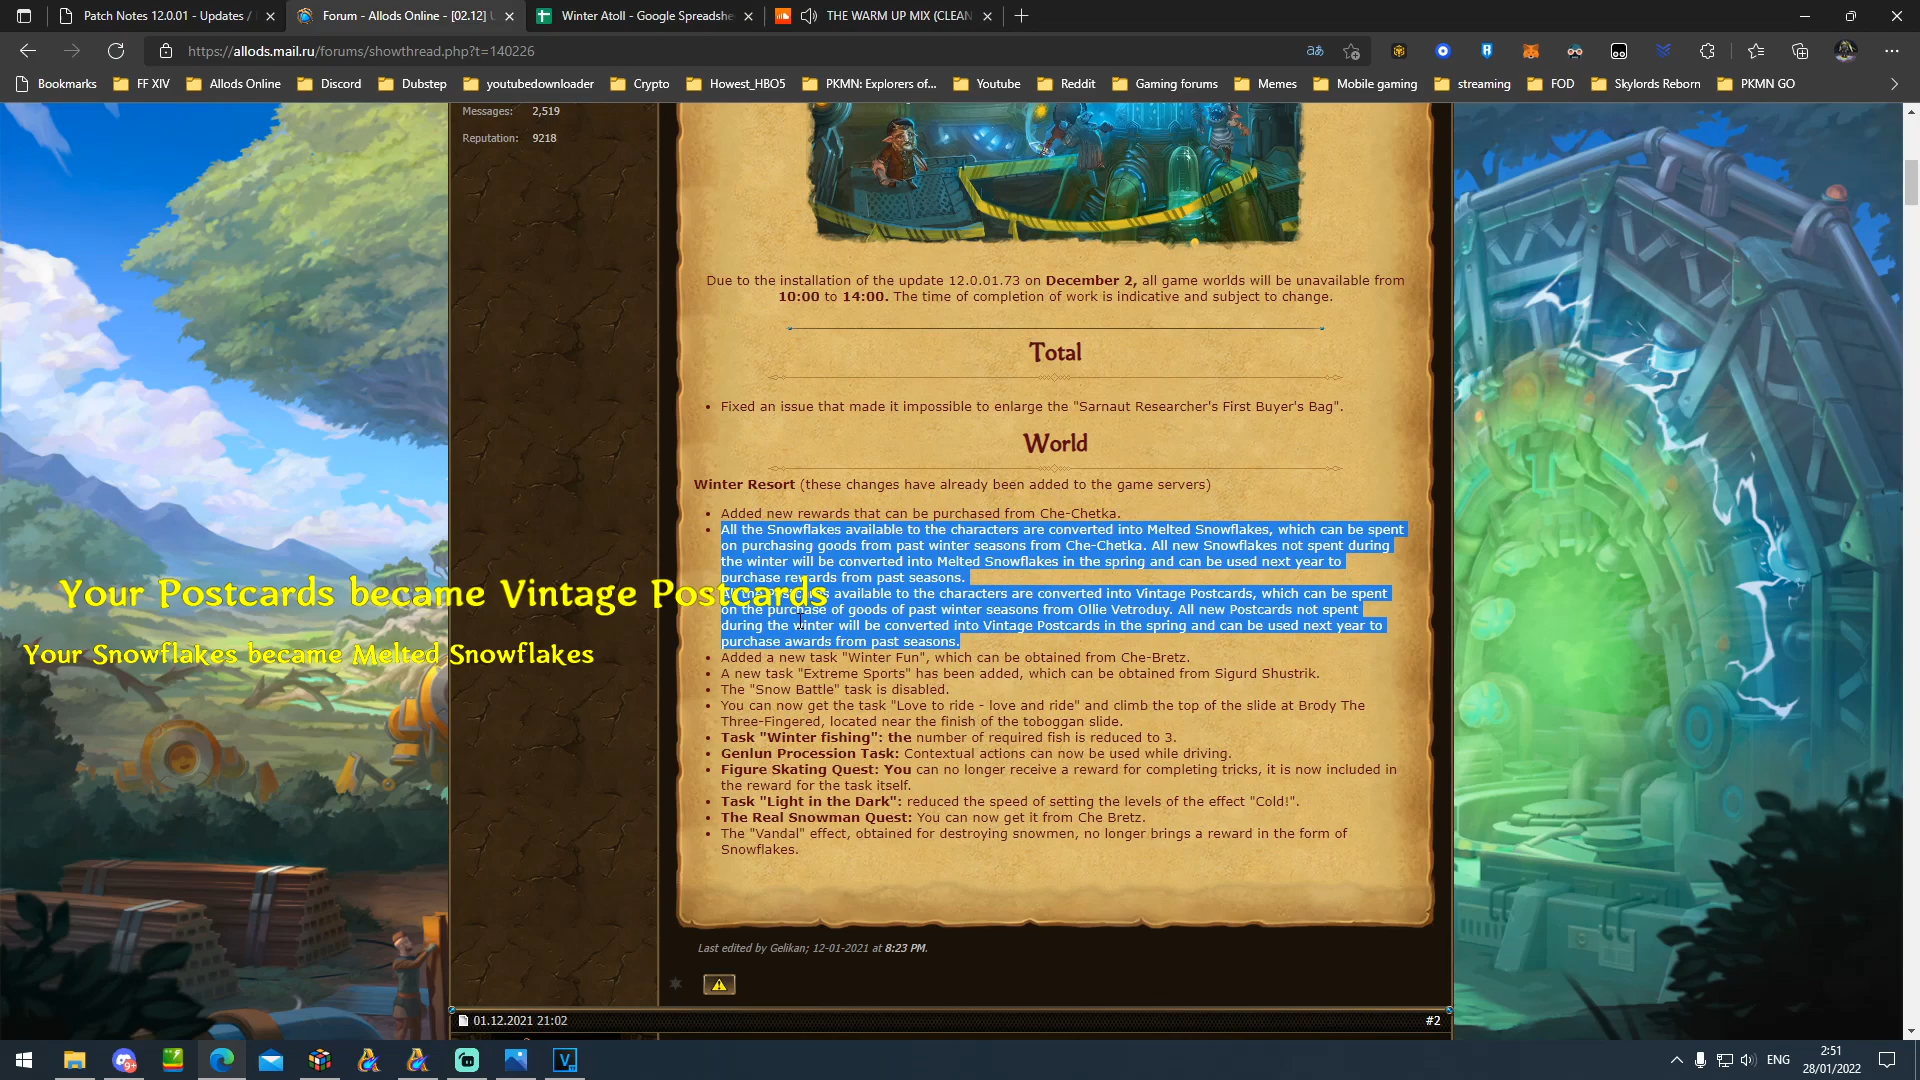 Patch Notes 12.0.01 - Updates /
Forum - Allods Online - [02.12] U
Winter Atoll - Google Spreadshe
THE WARM UP MIX (CLEAN
https://allods.mail.ru/forums/showthread.php?t=140226
Bookmarks
FF XIV
Allods Online
Discord
Dubstep
youtubedownloader
Crypto
Howest_HBO5
PKMN: Explorers of...
Youtube
Reddit
Gaming forums
Memes
Mobile gaming
streaming
FOD
Skylords Reborn
PKMN GO
Messages: 2,519
Reputation: 9218
Due to the installation of the update 12.0.01.73 on December 2, all game worlds will be unavailable from
10:00 to 14:00. The time of completion of work is indicative and subject to change.
Total
• Fixed an issue that made it impossible to enlarge the "Sarnaut Researcher's First Buyer's Bag".
World
Winter Resort (these changes have already been added to the game servers)
• Added new rewards that can be purchased from Che-Chetka.
• All the Snowflakes available to the characters are converted into Melted Snowflakes, which can be spent
on purchasing goods from past winter seasons from Che-Chetka. All new Snowflakes not spent during
the winter will be converted into Melted Snowflakes in the spring and can be used next year to
purchase rewards from past seasons.
Your Postcards became Vintage Postcards
available to the characters are converted into Vintage Postcards, which can be spent
on the purchase of goods of past winter seasons from Ollie Vetroduy. All new Postcards not spent
during the winter will be converted into Vintage Postcards in the spring and can be used next year to
purchase awards from past seasons.
Your Snowflakes became Melted Snowflakes
• Added a new task "Winter Fun", which can be obtained from Che-Bretz.
• A new task "Extreme Sports" has been added, which can be obtained from Sigurd Shustrik.
• The "Snow Battle" task is disabled.
• You can now get the task "Love to ride - love and ride" and climb the top of the slide at Brody The
Three-Fingered, located near the finish of the toboggan slide.
• Task "Winter fishing": the number of required fish is reduced to 3.
• Genlun Procession Task: Contextual actions can now be used while driving.
• Figure Skating Quest: You can no longer receive a reward for completing tricks, it is now included in
the reward for the task itself.
• Task "Light in the Dark": reduced the speed of setting the levels of the effect "Cold!".
• The Real Snowman Quest: You can now get it from Che Bretz.
• The "Vandal" effect, obtained for destroying snowmen, no longer brings a reward in the form of
Snowflakes.
Last edited by Gelikan; 12-01-2021 at 8:23 PM.
01.12.2021 21:02
#2
9+
ENG
2:51
28/01/2022